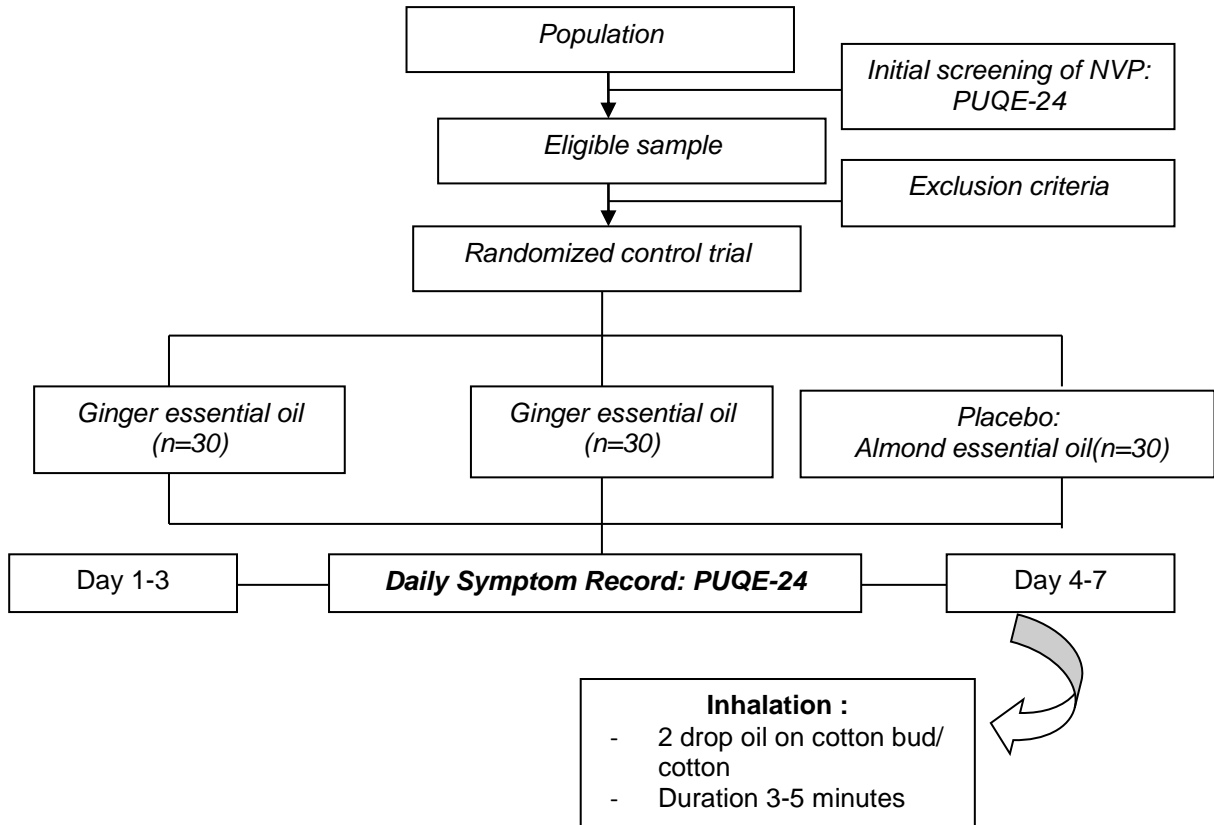 Population
Initial screening of NVP:
PUQE-24
Eligible sample
Exclusion criteria
Randomized control trial
Ginger essential oil
(n=30)
Ginger essential oil
(n=30)
Placebo:
Almond essential oil(n=30)
Day 1-3
Daily Symptom Record: PUQE-24
Day 4-7
Inhalation :
- 2 drop oil on cotton bud/
cotton
- Duration 3-5 minutes